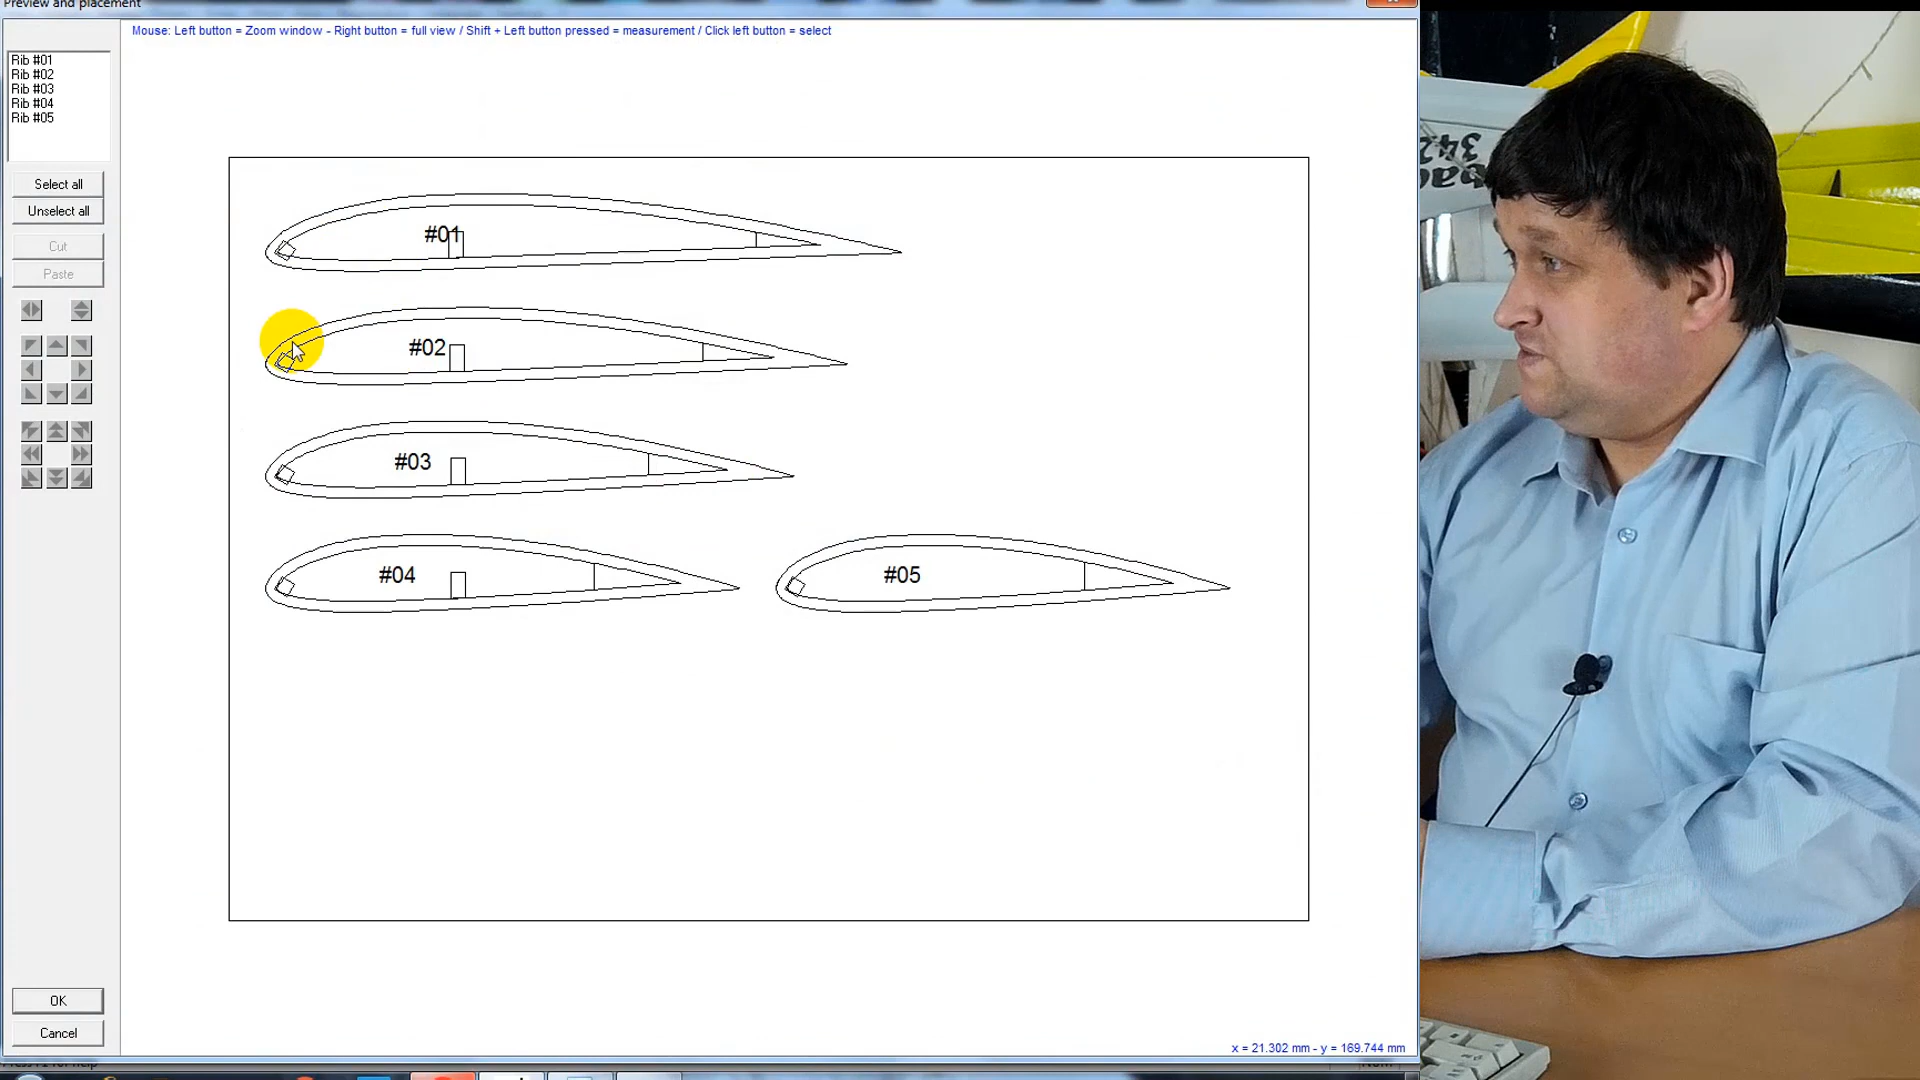 Preview and placement
Mouse: Left button = Zoom window - Right button = full view / Shift + Left button pressed = measurement / Click left button = select
Rib #01
Rib #02
Rib #03
Rib #04
Rib #05
Select all
Unselect all
Cut
Paste
#01
#02
#03
#04
#05
OK
Cancel
x = 21.302 mm - y = 169.744 mm
342